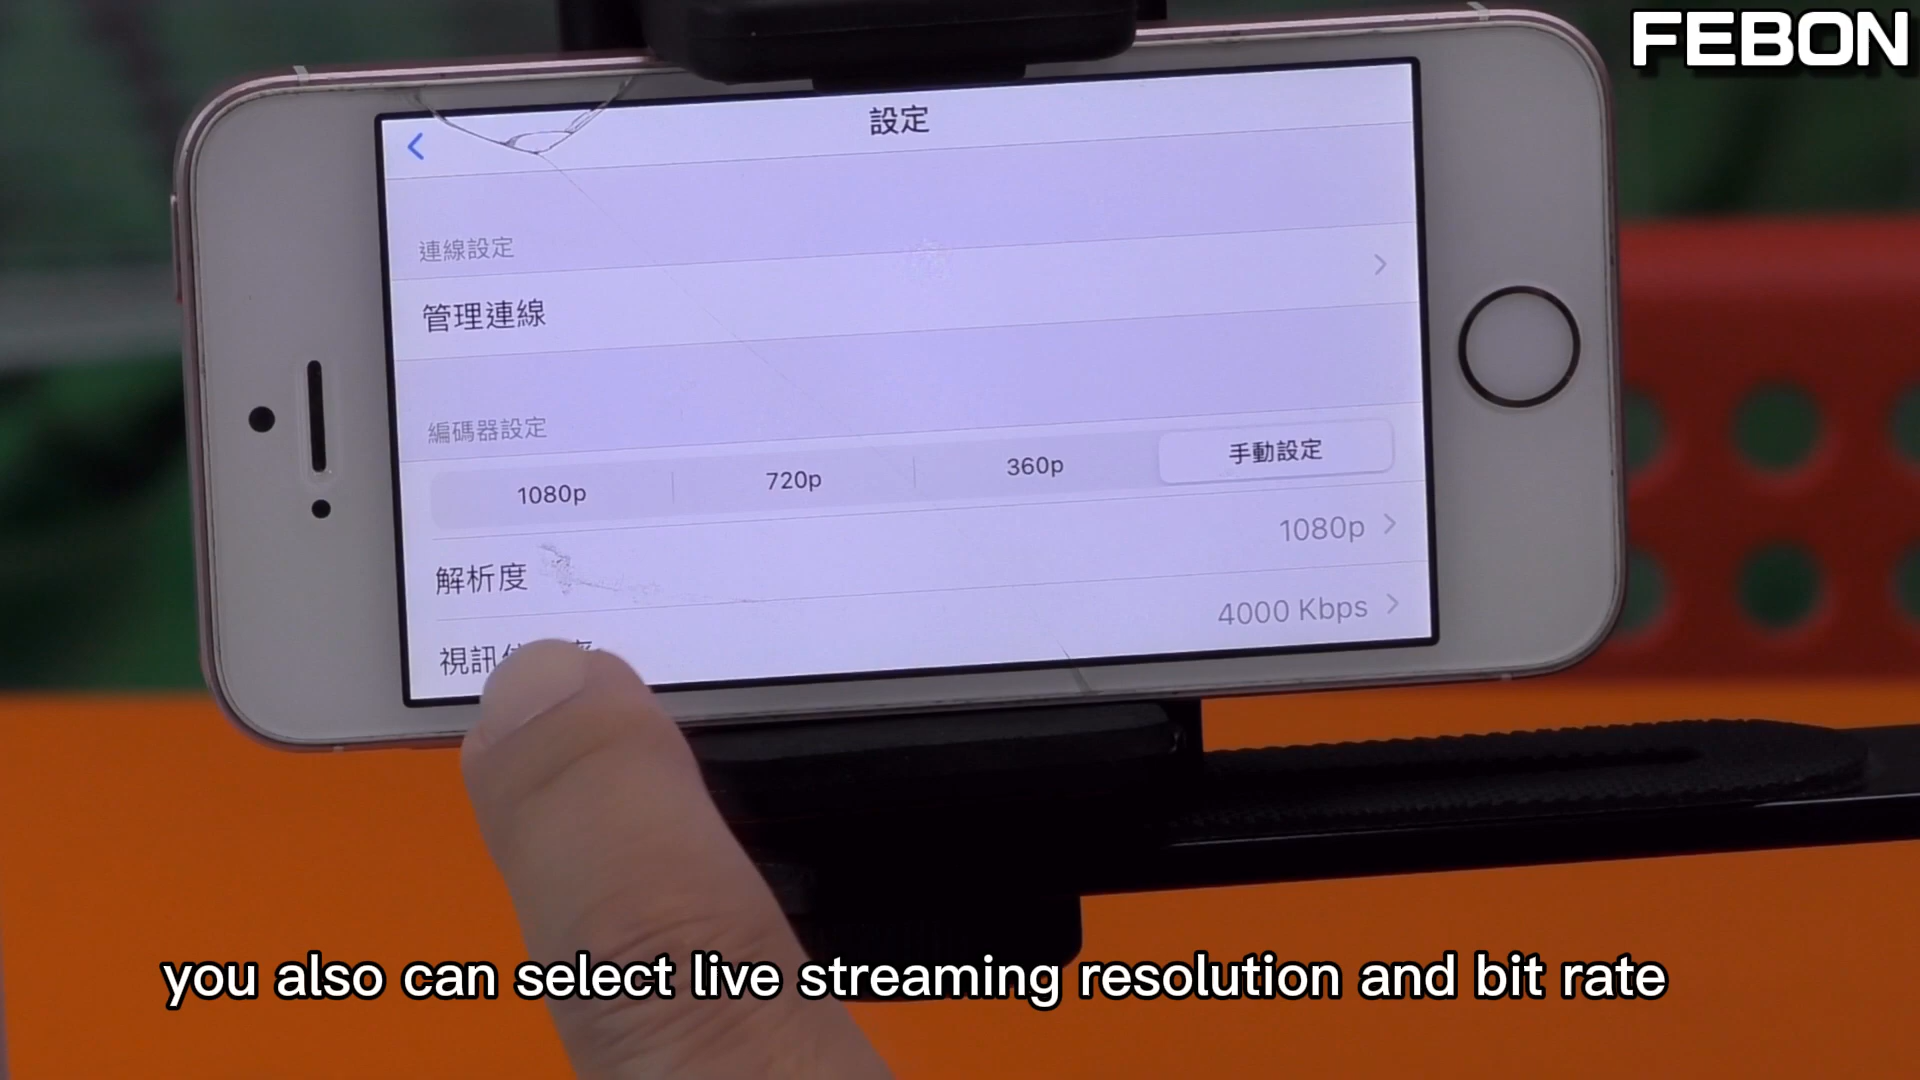 FEBON
設定
連線設定
管理連線
編碼器設定
1080p 720p 360p 手動設定
解析度 1080p
視訊 4000 Kbps
you also can select live streaming resolution and bit rate